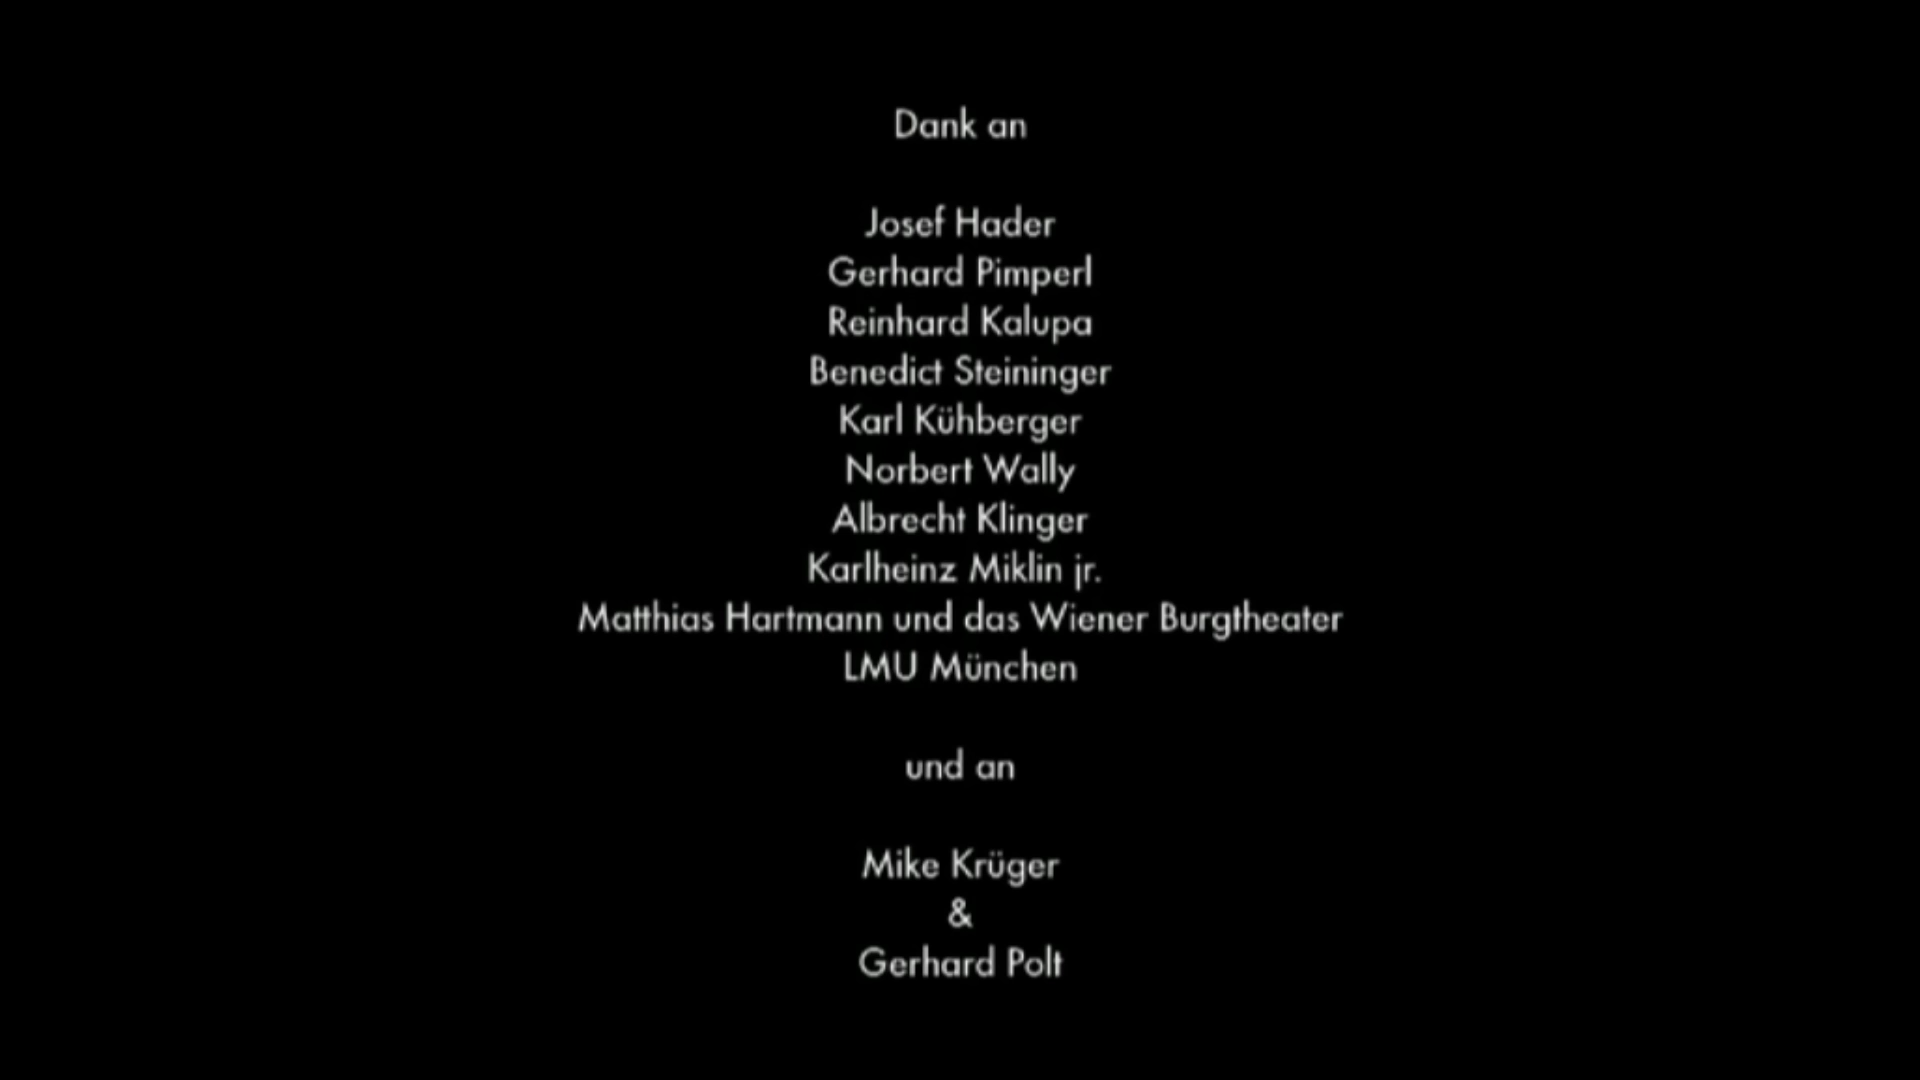 Dank an
Josef Hader
Gerhard Pimperl
Reinhard Kalupa
Benedict Steininger
Karl Kühberger
Norbert Wally
Albrecht Klinger
Karlheinz Miklin jr.
Matthias Hartmann und das Wiener Burgtheater
LMU München
und an
Mike Krüger
&
Gerhard Polt